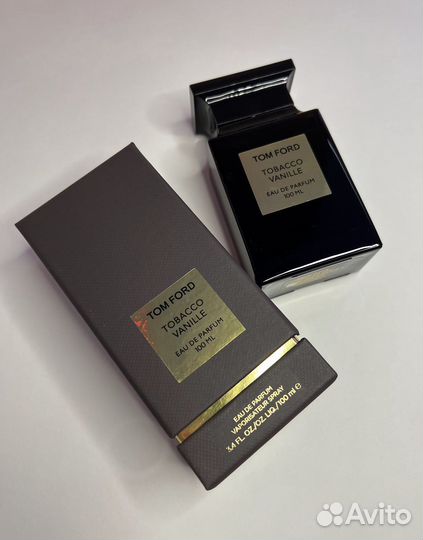 TOM FORD
TOBACCO
VANILLE
EAU DE PARFUM
100 ML
TOM FORD
TOBACCO
VANILLE
EAU DE PARFUM
100 ML
EAU DE PARFUM
VAPORISATEUR SPRAY
3,4 FL. OZ/OZ. LIQ/100 ml ℮
Avito